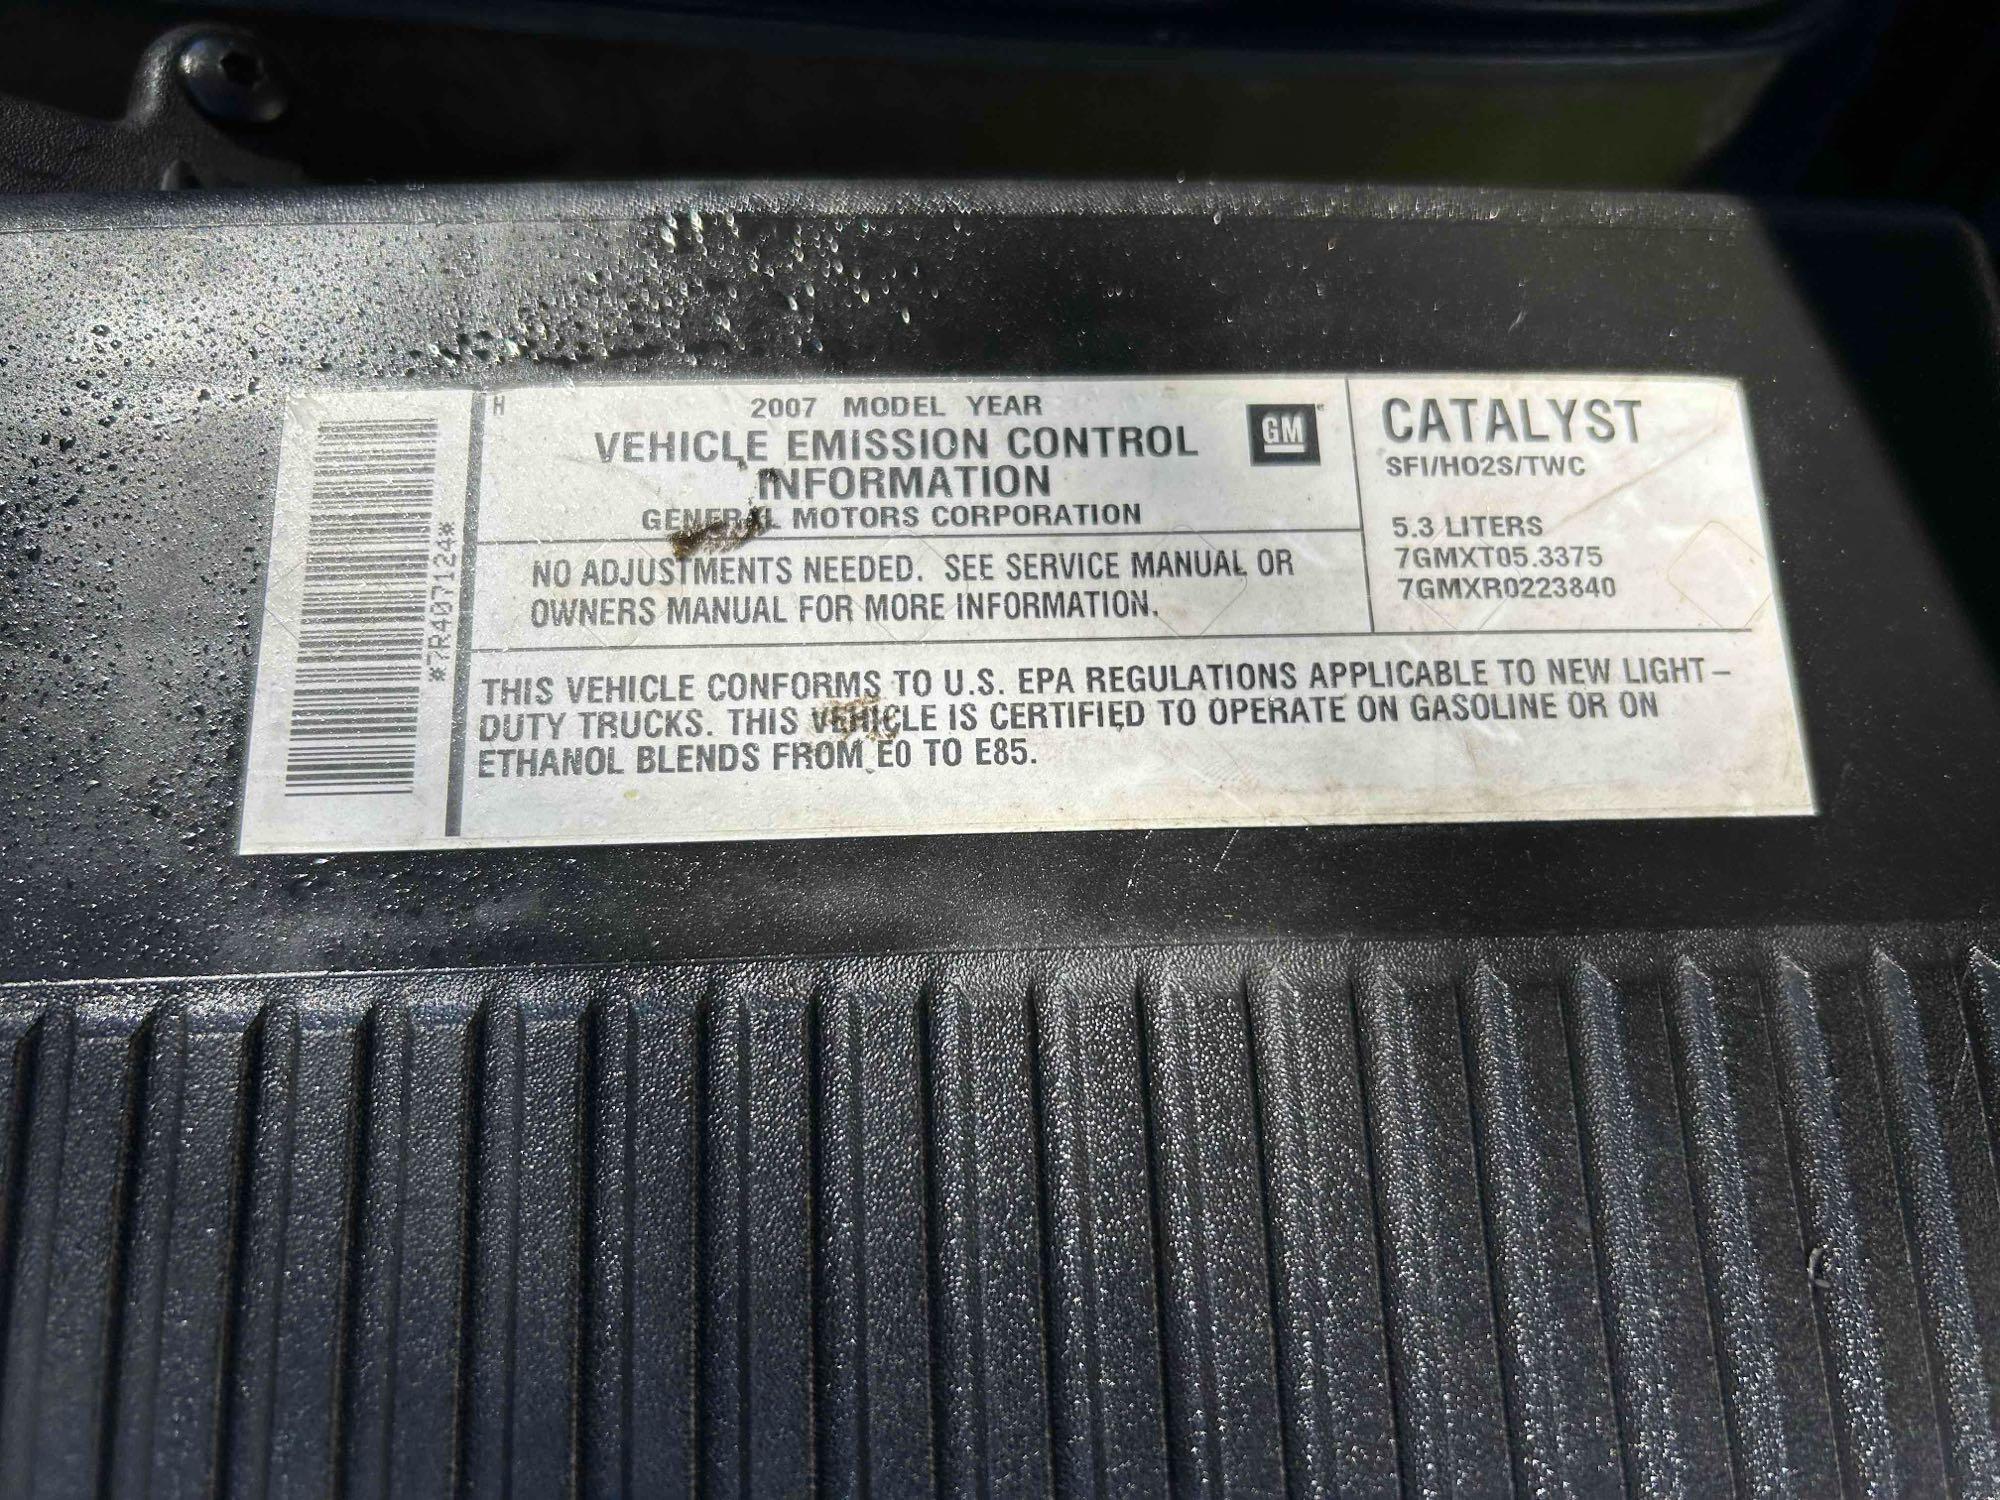 *7R407124*
H
2007 MODEL YEAR
VEHICLE EMISSION CONTROL
INFORMATION
GENERAL MOTORS CORPORATION
GM
NO ADJUSTMENTS NEEDED. SEE SERVICE MANUAL OR
OWNERS MANUAL FOR MORE INFORMATION.
CATALYST
SFI/HO2S/TWC
5.3 LITERS
7GMXT05.3375
7GMXR0223840
THIS VEHICLE CONFORMS TO U.S. EPA REGULATIONS APPLICABLE TO NEW LIGHT-
DUTY TRUCKS. THIS VEHICLE IS CERTIFIED TO OPERATE ON GASOLINE OR ON
ETHANOL BLENDS FROM E0 TO E85.